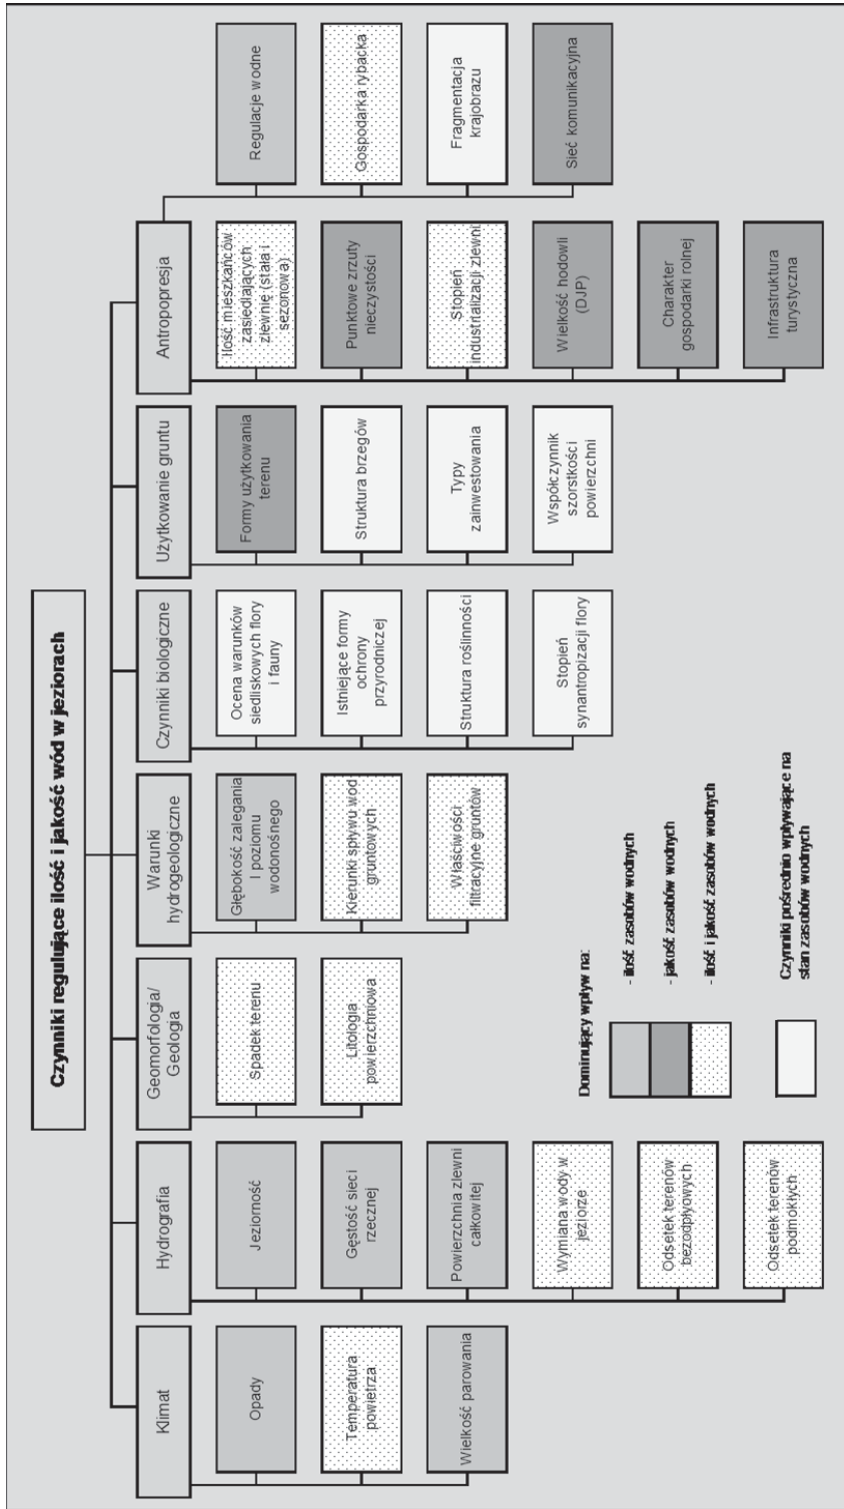 Czynniki regulujące ilość i jakość wód w jeziorach
Klimat
Opady
Temperatura
powietrza
Wielkość parowania
Hydrografia
Jeziorność
Gęstość sieci
rzecznej
Powierzchnia zlewni
całkowitej
Wymiana wody w
jeziorze
Odsetek terenów
bezodpływowych
Odsetek terenów
podmokłych
Geomorfologia/
Geologia
Spadek terenu
Litologia
powierzchniowa
Warunki
hydrogeologiczne
Głębokość zalegania
I poziomu
wodonośnego
Kierunki spływu wod
gruntowych
Właściwości
filtracyjne gruntów
Czynniki biologiczne
Ocena warunków
siedliskowych flory
i fauny
Istniejące formy
ochrony
przyrodniczej
Struktura roślinności
Stopień
synantropizacji flory
Użytkowanie gruntu
Formy użytkowania
terenu
Struktura brzegów
Typy
zainwestowania
Współczynnik
szorstkości
powierzchni
Antropopresja
Ilość mieszkańców
zasiedlających
zlewnię (stała i
sezonowa)
Punktowe zrzuty
nieczystości
Stopień
industrializacji zlewni
Wielkość hodowli
(DJP)
Charakter
gospodarki rolnej
Infrastruktura
turystyczna
Regulacje wodne
Gospodarka rybacka
Fragmentacja
krajobrazu
Sieć komunikacyjna
Dominujący wpływ na:
- ilość zasobów wodnych
- jakość zasobów wodnych
- ilość i jakość zasobów wodnych
Czynniki pośrednio wpływające na
stan zasobów wodnych